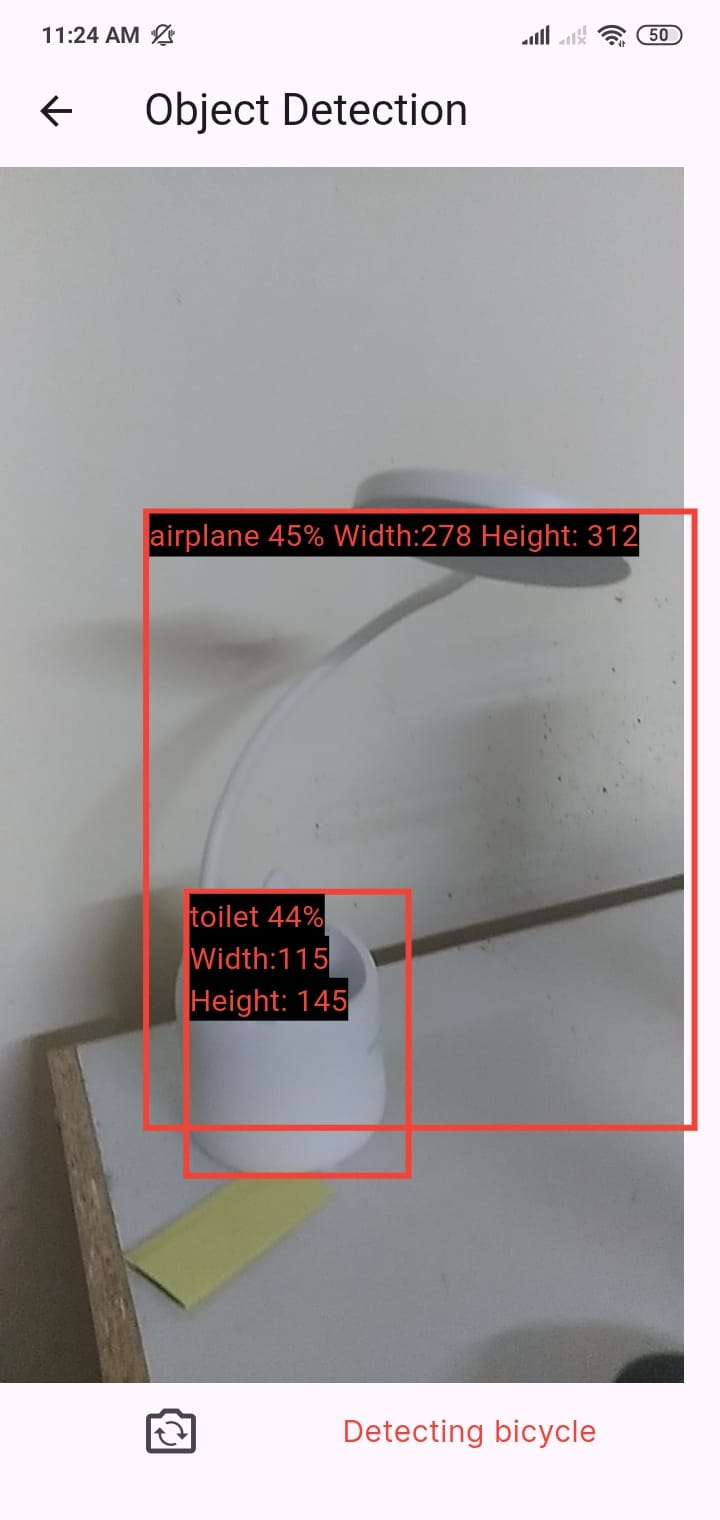 11:24 AM
50
Object Detection
airplane 45% Width:278 Height: 312
toilet 44%
Width:115
Height: 145
Detecting bicycle